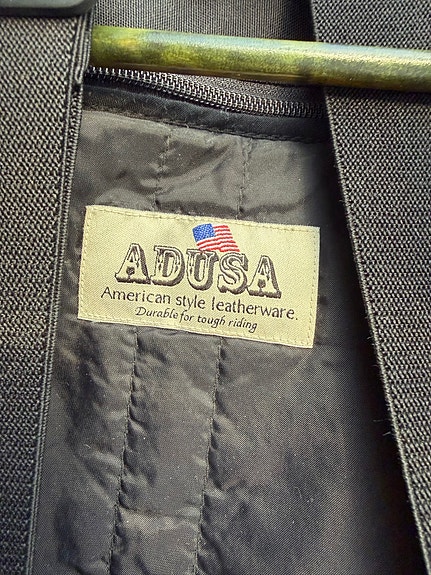 ADUSA
American style leatherware.
Durable for tough riding